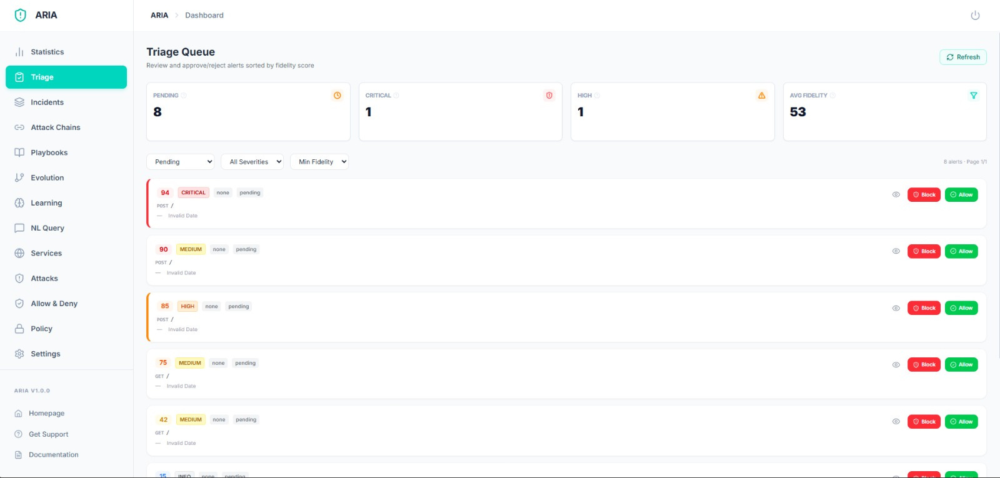 ARIA
ARIA > Dashboard
Statistics
Triage
Incidents
Attack Chains
Playbooks
Evolution
Learning
NL Query
Services
Attacks
Allow & Deny
Policy
Settings
ARIA V1.0.0
Homepage
Get Support
Documentation
Triage Queue
Review and approve/reject alerts sorted by fidelity score
Refresh
PENDING
8
CRITICAL
1
HIGH
1
AVG FIDELITY
53
Pending All Severities Min Fidelity
8 alerts · Page 1/1
94 CRITICAL none pending
Block Allow
POST /
— Invalid Date
90 MEDIUM none pending
Block Allow
POST /
— Invalid Date
85 HIGH none pending
Block Allow
POST /
— Invalid Date
75 MEDIUM none pending
Block Allow
GET /
— Invalid Date
42 MEDIUM none pending
Block Allow
GET /
— Invalid Date
15 INFO none pending
Block Allow